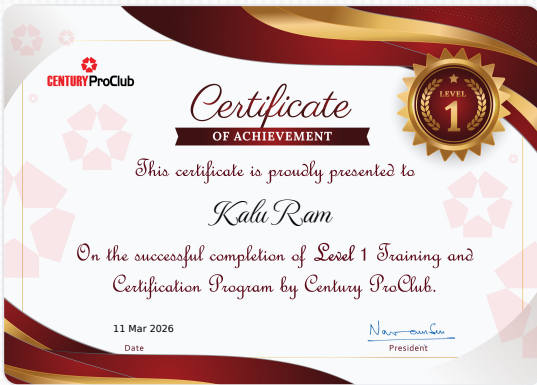 CENTURY ProClub
Certificate
OF ACHIEVEMENT
LEVEL
1
This certificate is proudly presented to
Kalu Ram
On the successful completion of Level 1 Training and
Certification Program by Century ProClub.
11 Mar 2026
Date
President